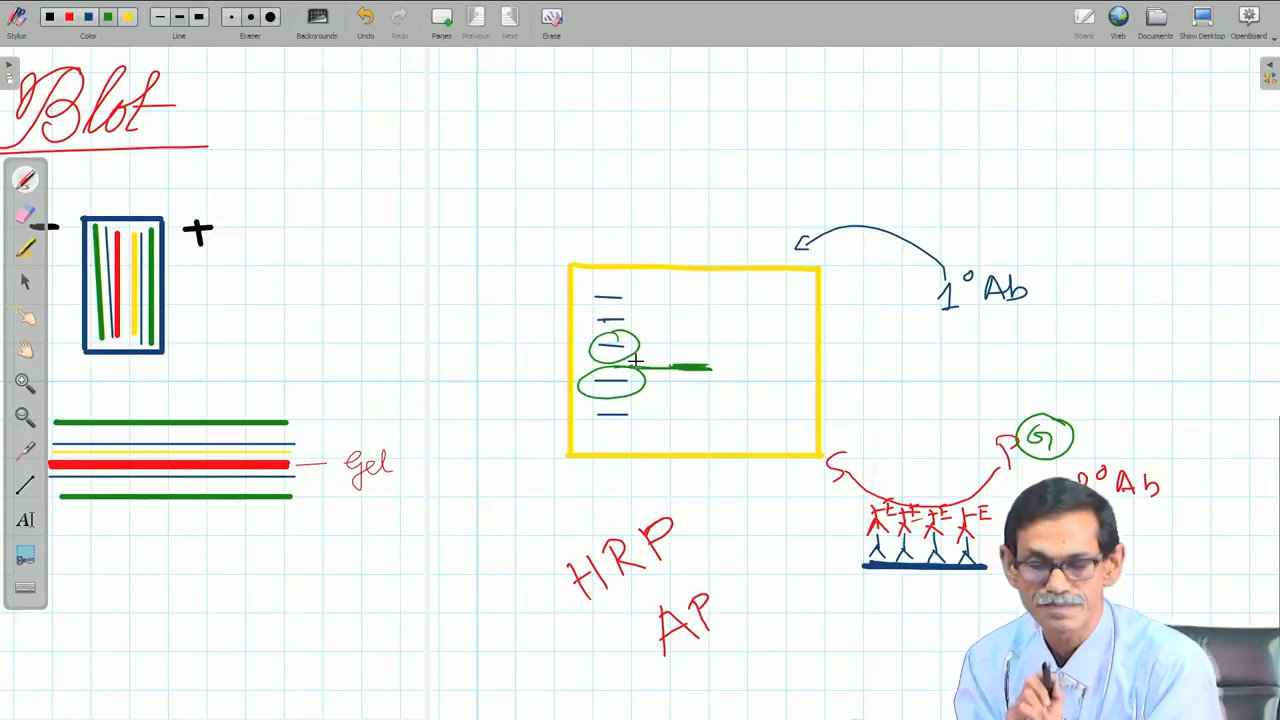 Stylus
Color
Line
Eraser
Backgrounds
Undo
Redo
Pages
Previous
Next
Erase
Board
Web
Documents
Show Desktop
OpenBoard
Blot
- +
1° Ab
Gel
S P G
° Ab
E E E E
HRP
AP
AI